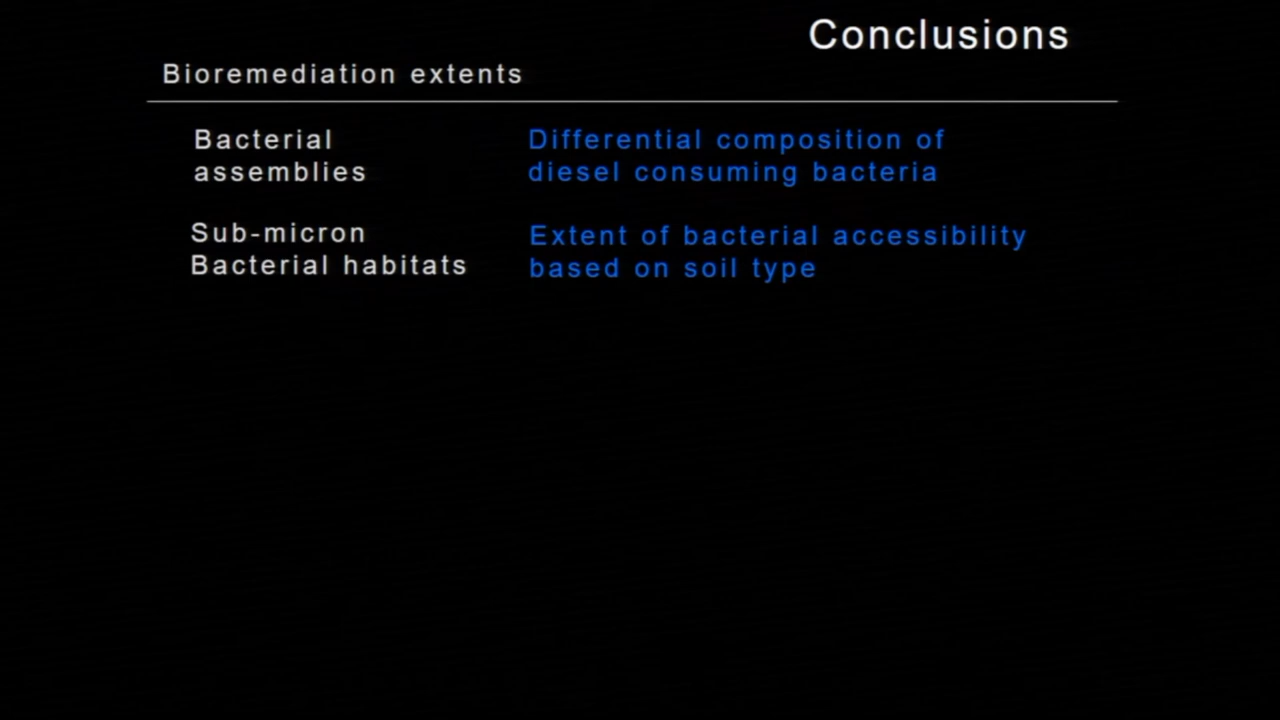 Conclusions
Bioremediation extents
Bacterial
assemblies
Differential composition of
diesel consuming bacteria
Sub-micron
Bacterial habitats
Extent of bacterial accessibility
based on soil type